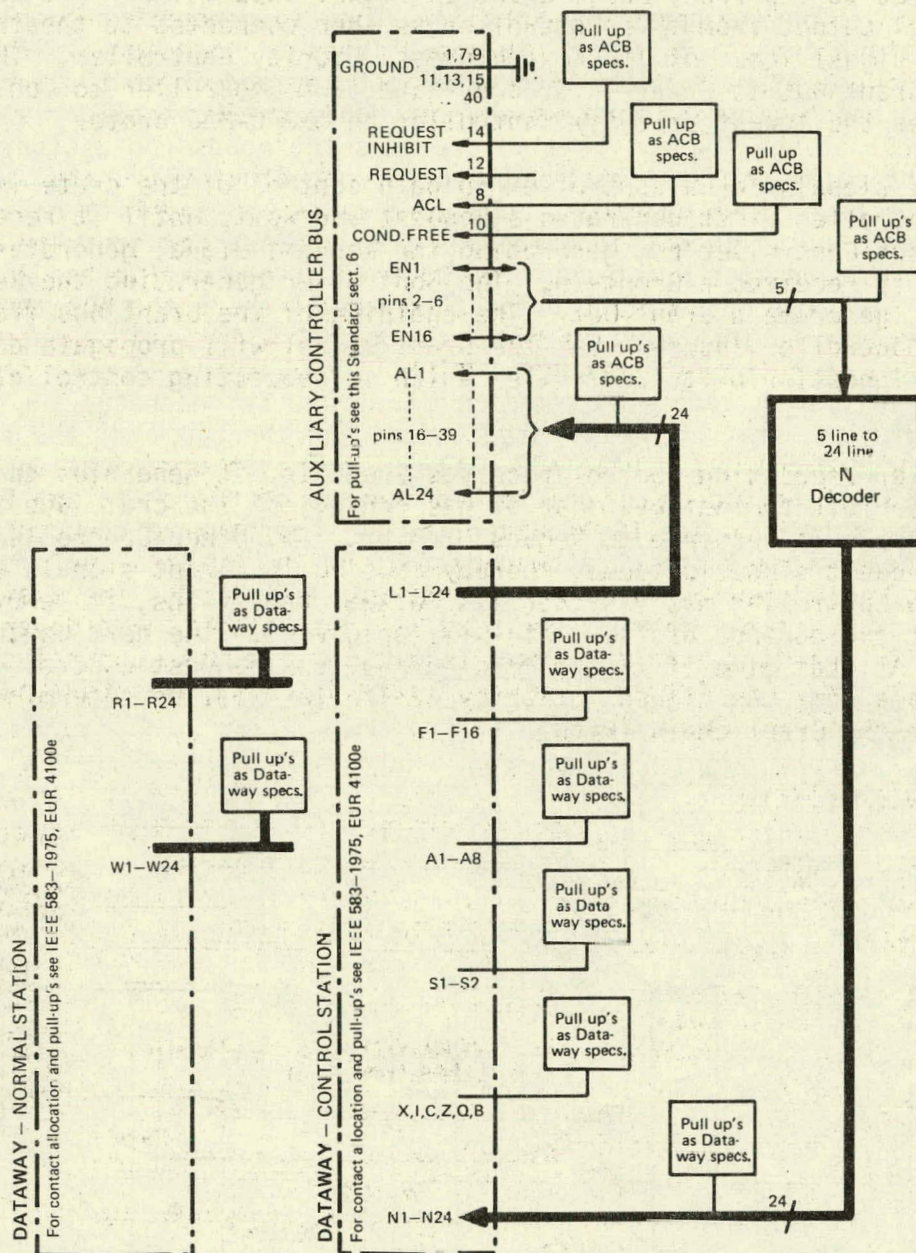 Pull up
as ACB
specs.
GROUND
1,7,9
11,13,15
40
REQUEST
INHIBIT
14
REQUEST
12
ACL
8
COND.FREE
10
Pull up
as ACB
specs.
Pull up
as ACB
specs.
Pull up's
as ACB
specs.
EN1
pins 2–6
EN16
5
AL1
pins 16–39
AL24
Pull up's
as ACB
specs.
24
AUX LIARY CONTROLLER BUS
For pull-up's see this Standard sect. 6
5 line to
24 line
N
Decoder
L1–L24
Pull up's
as Data-
way specs.
R1–R24
Pull up's
as Data-
way specs.
W1–W24
DATAWAY – NORMAL STATION
For contact allocation and pull-up's see IEEE 583–1975, EUR 4100e
Pull up's
as Data-
way specs.
F1–F16
Pull up's
as Data-
way specs.
A1–A8
Pull up's
as Data
way specs.
S1–S2
Pull up's
as Data-
way specs.
X,I,C,Z,Q,B
DATAWAY – CONTROL STATION
For contact a location and pull-up's see IEEE 583–1975, EUR 4100e
Pull up's
as Data-
way specs.
N1–N24
24